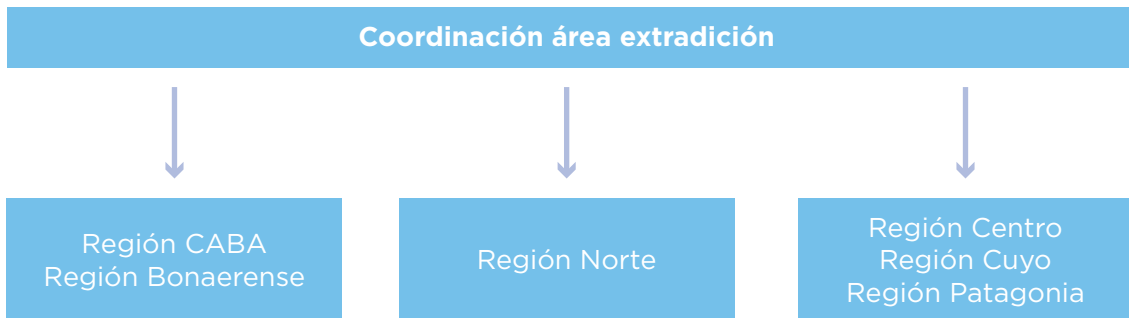 Coordinación área extradición
Región CABA
Región Bonaerense
Región Norte
Región Centro
Región Cuyo
Región Patagonia